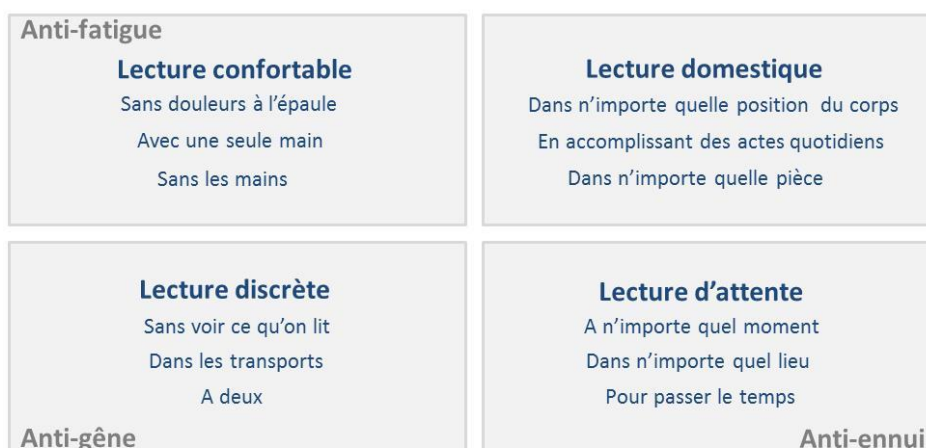 Anti-fatigue
Lecture confortable
Sans douleurs à l'épaule
Avec une seule main
Sans les mains
Lecture domestique
Dans n'importe quelle position du corps
En accomplissant des actes quotidiens
Dans n'importe quelle pièce
Lecture discrète
Sans voir ce qu'on lit
Dans les transports
A deux
Anti-gêne
Lecture d'attente
A n'importe quel moment
Dans n'importe quel lieu
Pour passer le temps
Anti-ennui